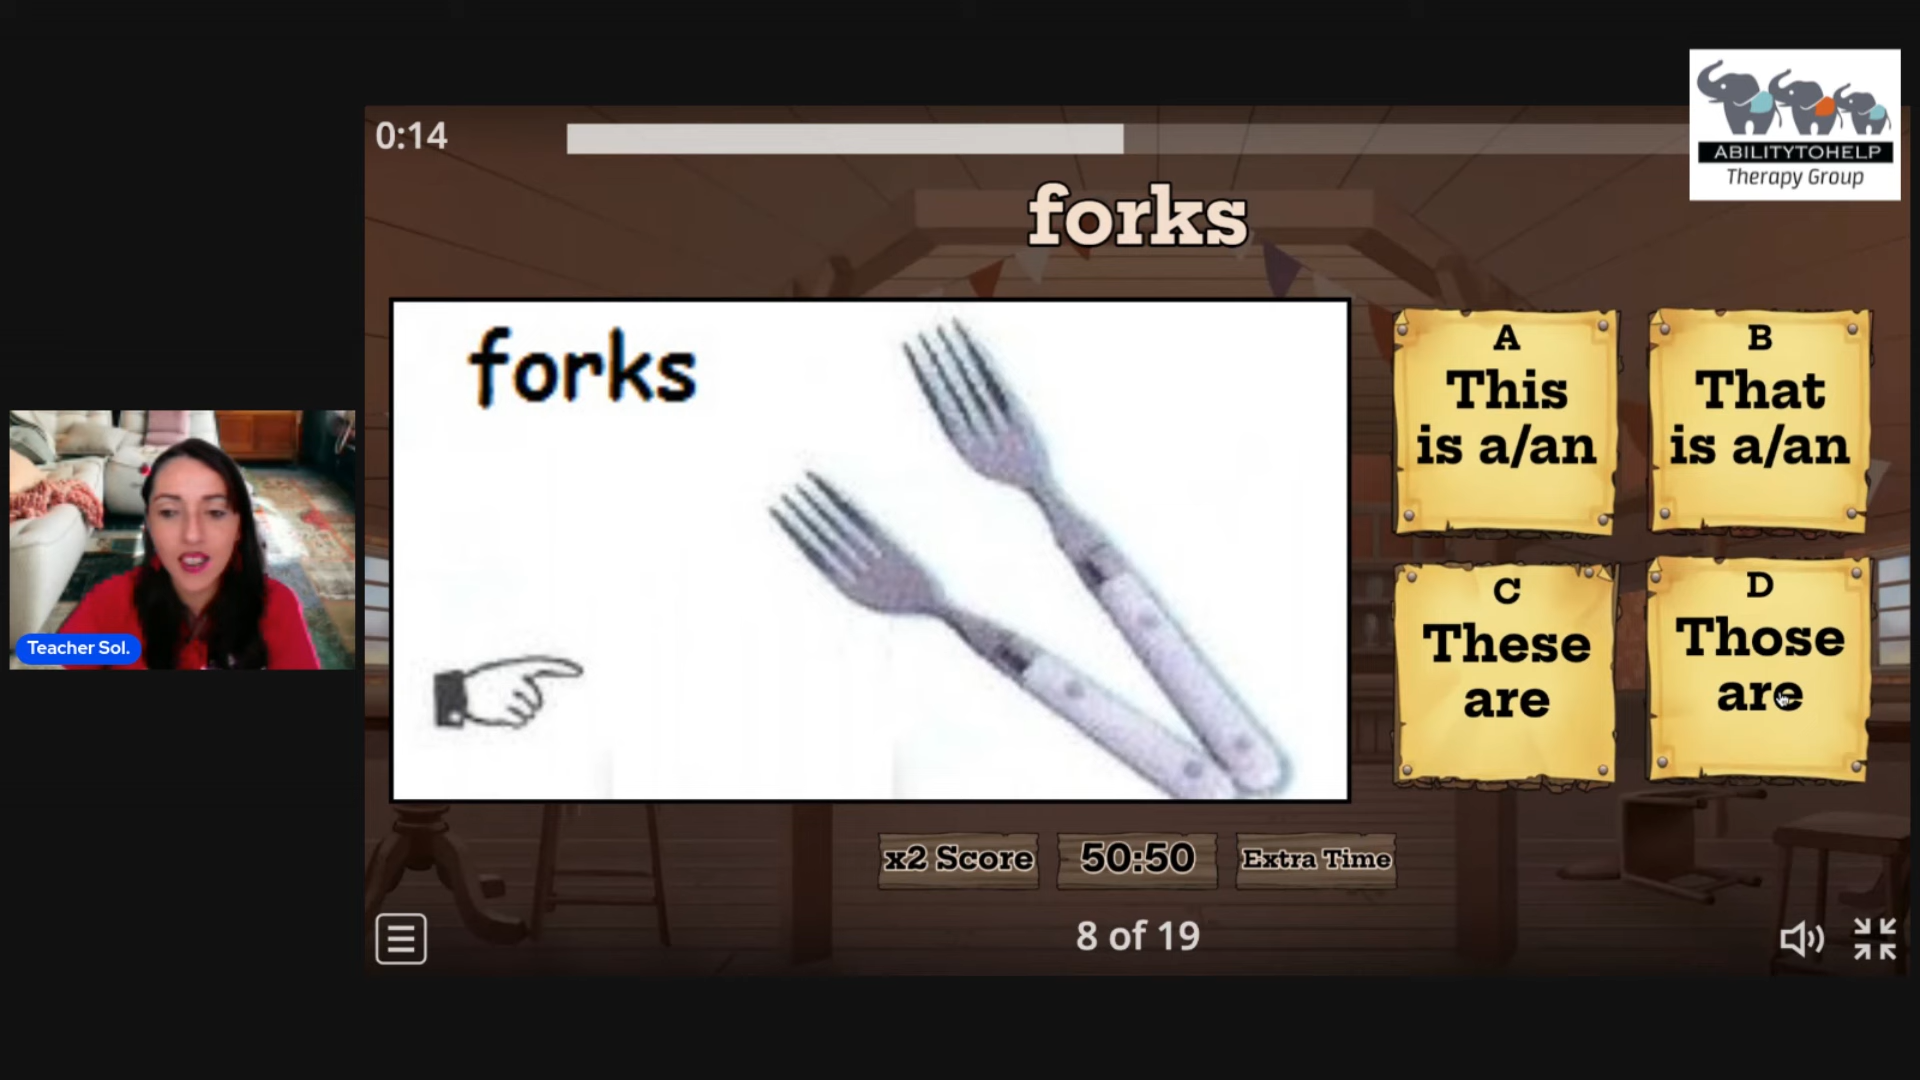 0:14
ABILITYTOHELP
Therapy Group
forks
forks
A
This
is a/an
B
That
is a/an
C
These
are
D
Those
are
Teacher Sol.
x2 Score
50:50
Extra Time
8 of 19